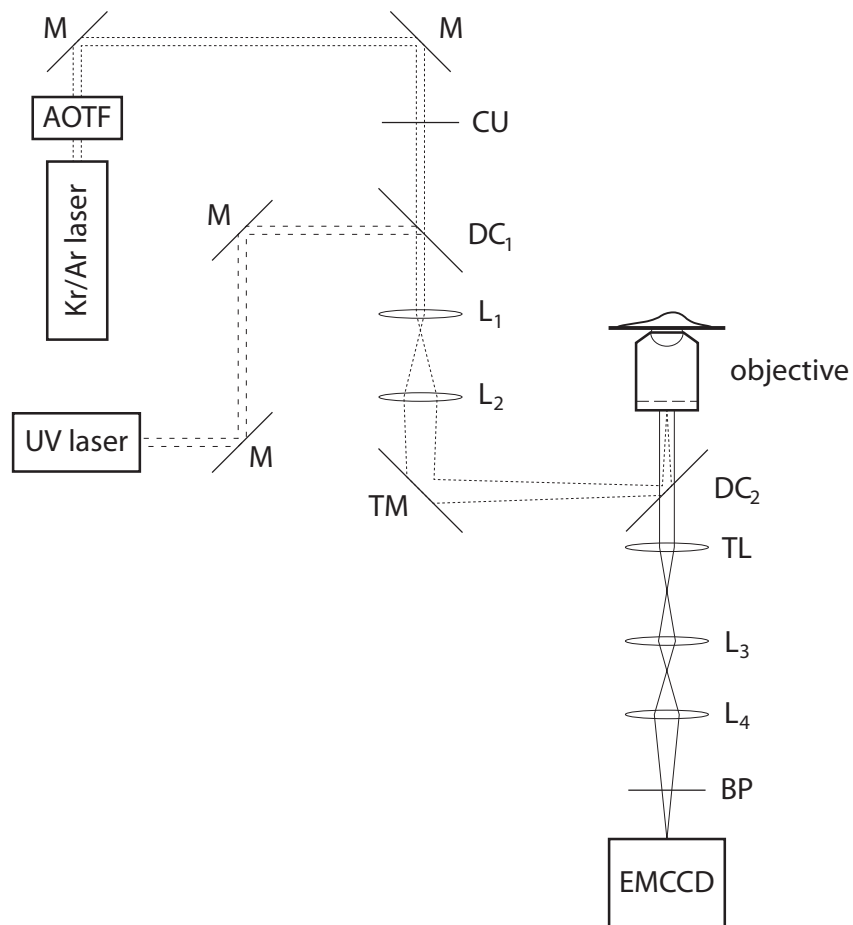 M
M
AOTF
CU
Kr/Ar laser
M
DC₁
L₁
objective
L₂
UV laser
M
TM
DC₂
TL
L₃
L₄
BP
EMCCD